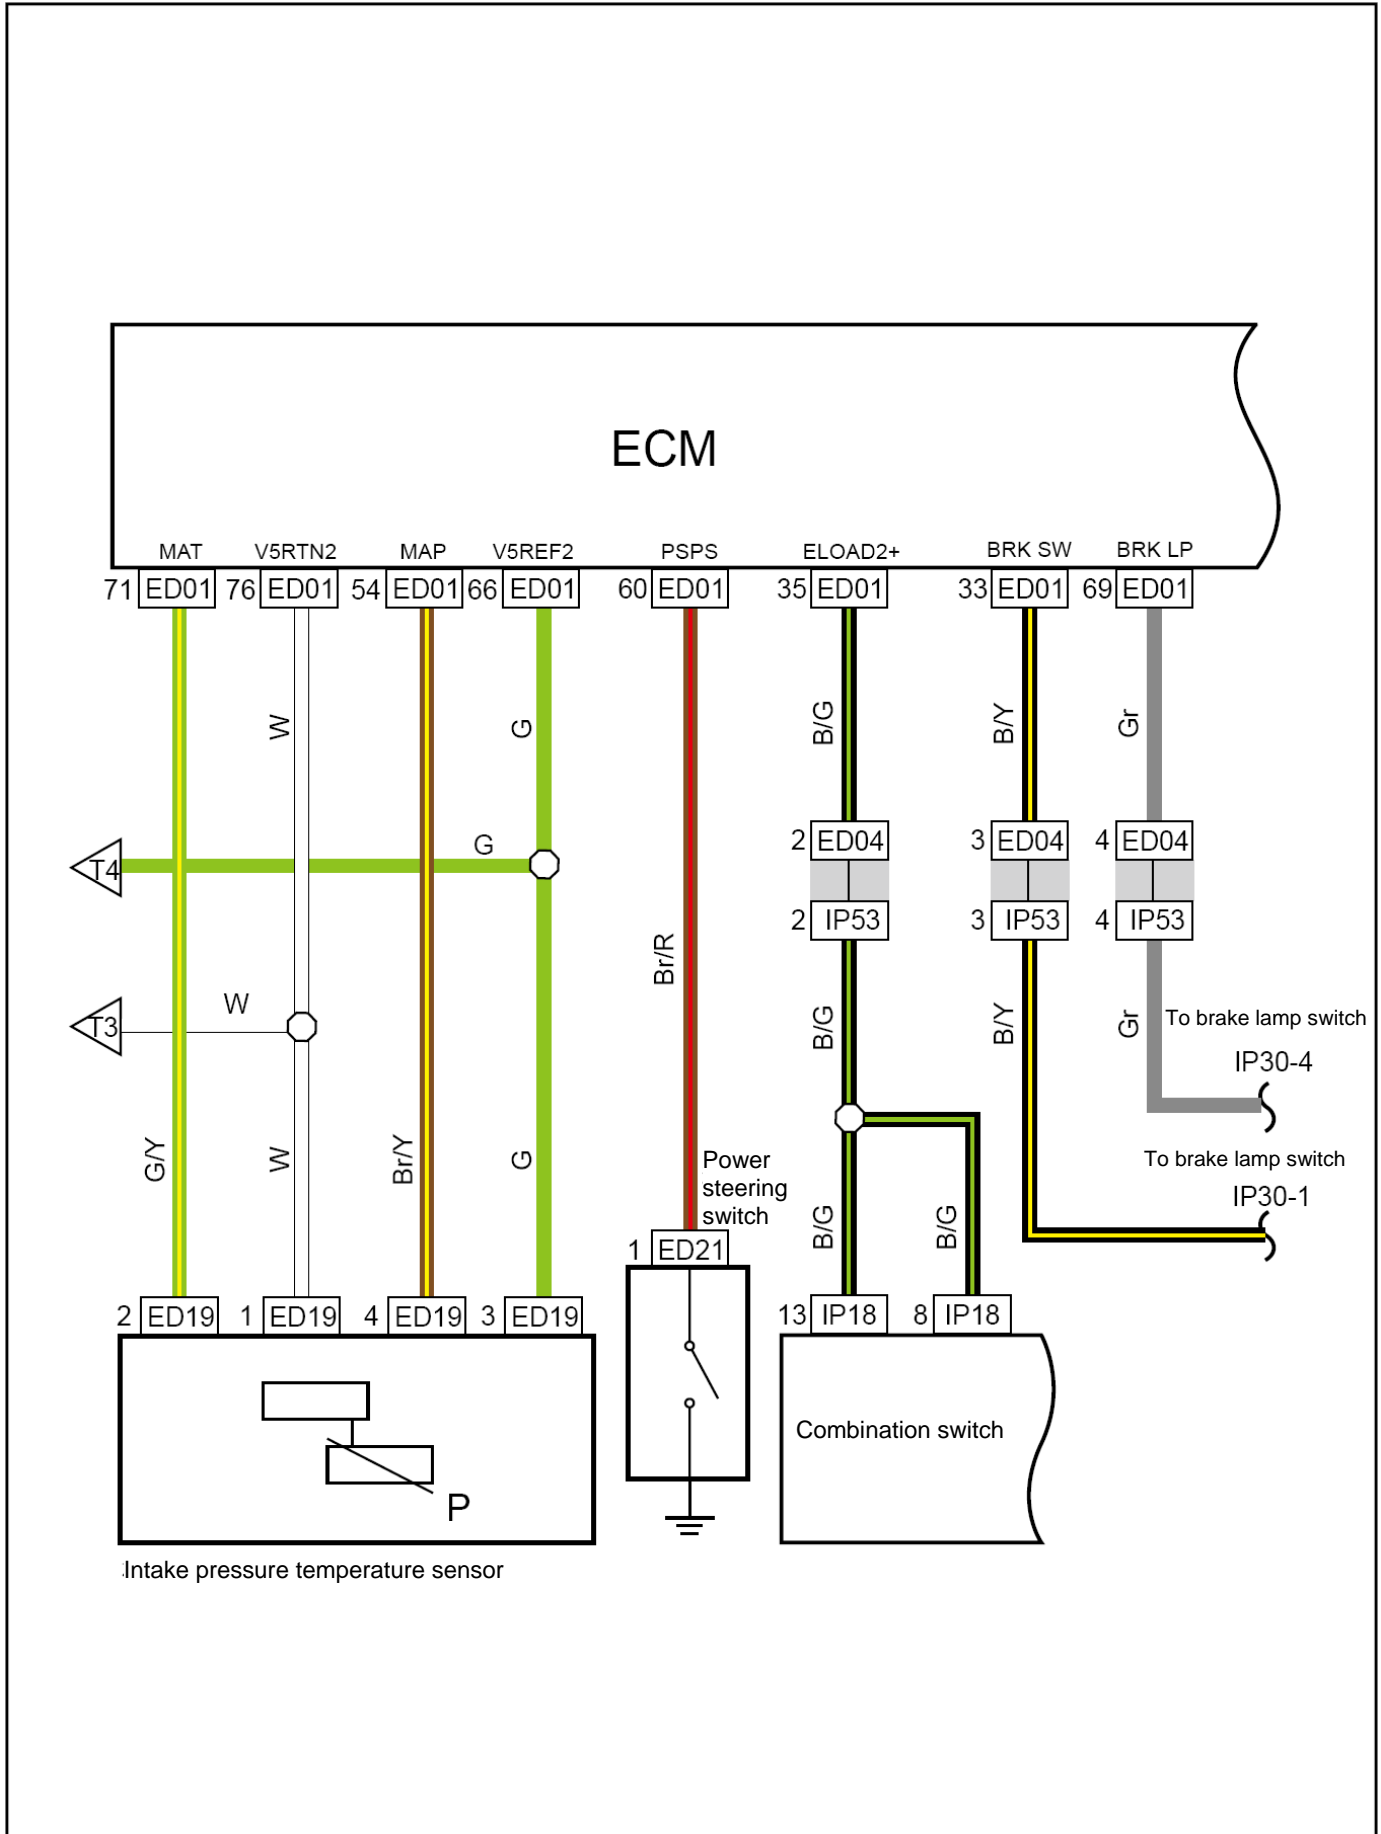 ECM
MAT V5RTN2 MAP V5REF2 PSPS ELOAD2+ BRK SW BRK LP
71 ED01 76 ED01 54 ED01 66 ED01 60 ED01 35 ED01 33 ED01 69 ED01
W G B/G B/Y Gr
2 ED04 3 ED04 4 ED04
G
T4
2 IP53 3 IP53 4 IP53
Br/R
W
T3
B/G B/Y Gr
To brake lamp switch
IP30-4
G/Y W Br/Y G
Power
steering
switch
To brake lamp switch
IP30-1
B/G B/G
1 ED21
2 ED19 1 ED19 4 ED19 3 ED19 13 IP18 8 IP18
Combination switch
P
Intake pressure temperature sensor